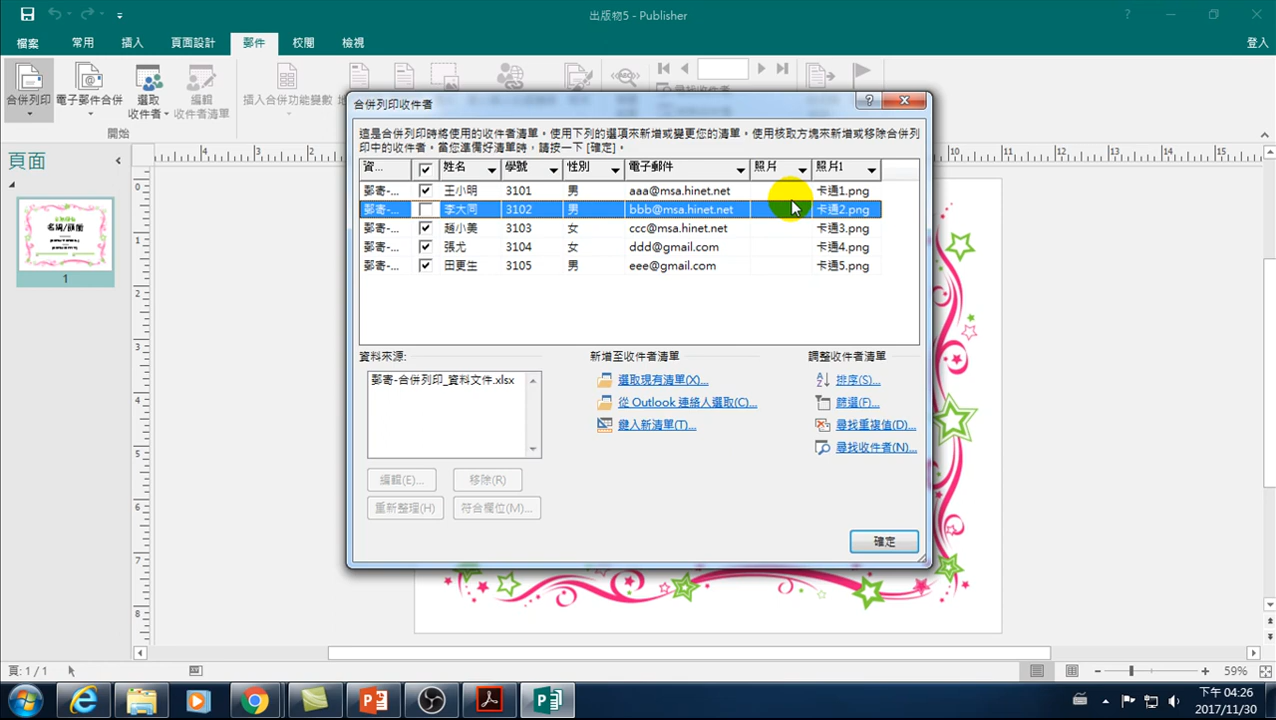 出版物5 - Publisher
檔案 常用 插入 頁面設計 郵件 校閱 檢視 登入
合併列印 電子郵件合併 選取 收件者 編輯 收件者清單 插入合併功能變數
開始
尋找收件者
頁面
1
合併列印收件者
這是合併列印時將使用的收件者清單。使用下列的選項來新增或變更您的清單。使用核取方塊來新增或移除合併列
印中的收件者。當您準備好清單時，請按一下 [確定]。
資... 姓名 學號 性別 電子郵件 照片 照片1
郵寄-... 王小明 3101 男 aaa@msa.hinet.net 卡通1.png
郵寄-... 李大同 3102 男 bbb@msa.hinet.net 卡通2.png
郵寄-... 趙小美 3103 女 ccc@msa.hinet.net 卡通3.png
郵寄-... 張尤 3104 女 ddd@gmail.com 卡通4.png
郵寄-... 田更生 3105 男 eee@gmail.com 卡通5.png
資料來源: 新增至收件者清單 調整收件者清單
郵寄-合併列印_資料文件.xlsx
選取現有清單(X)... 排序(S)...
從 Outlook 連絡人選取(C)... 篩選(F)...
鍵入新清單(T)... 尋找重複值(D)...
尋找收件者(N)...
編輯(E)... 移除(R)
重新整理(H) 符合欄位(M)...
確定
頁: 1 / 1 59%
下午 04:26
2017/11/30